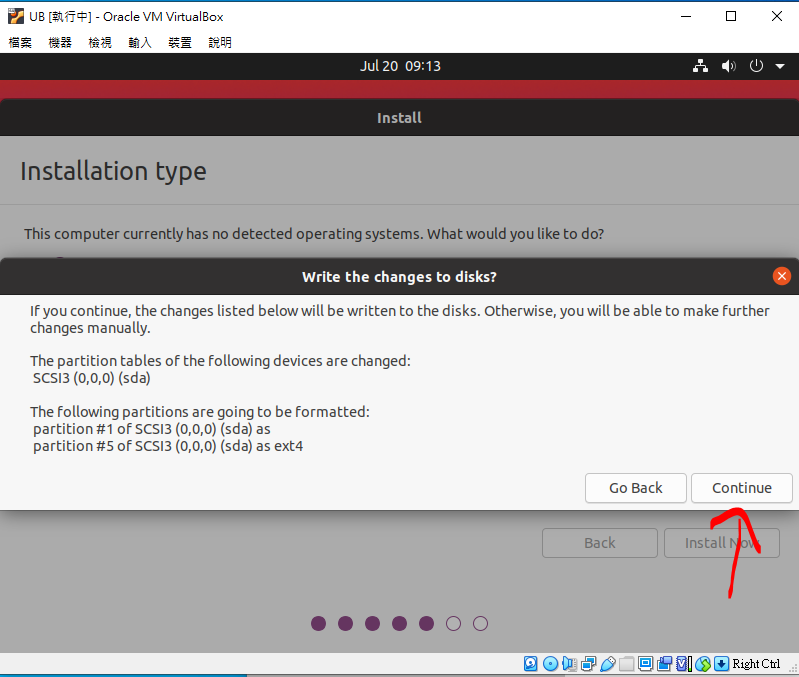 UB [執行中] - Oracle VM VirtualBox
檔案 機器 檢視 輸入 裝置 說明
Jul 20 09:13
Install
Installation type
This computer currently has no detected operating systems. What would you like to do?
Write the changes to disks?
If you continue, the changes listed below will be written to the disks. Otherwise, you will be able to make further
changes manually.
The partition tables of the following devices are changed:
SCSI3 (0,0,0) (sda)
The following partitions are going to be formatted:
partition #1 of SCSI3 (0,0,0) (sda) as
partition #5 of SCSI3 (0,0,0) (sda) as ext4
Go Back Continue
Back Install Now
Right Ctrl